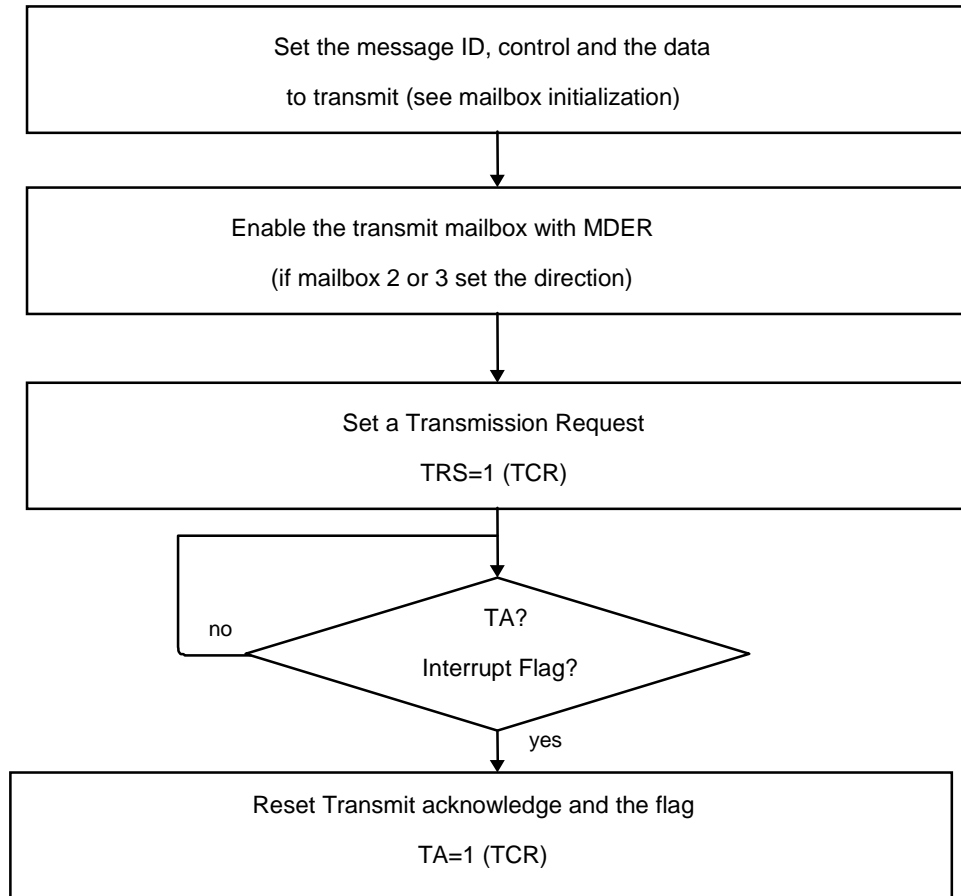 Set the message ID, control and the data
to transmit (see mailbox initialization)
Enable the transmit mailbox with MDER
(if mailbox 2 or 3 set the direction)
Set a Transmission Request
TRS=1 (TCR)
TA?
no
Interrupt Flag?
yes
Reset Transmit acknowledge and the flag
TA=1 (TCR)